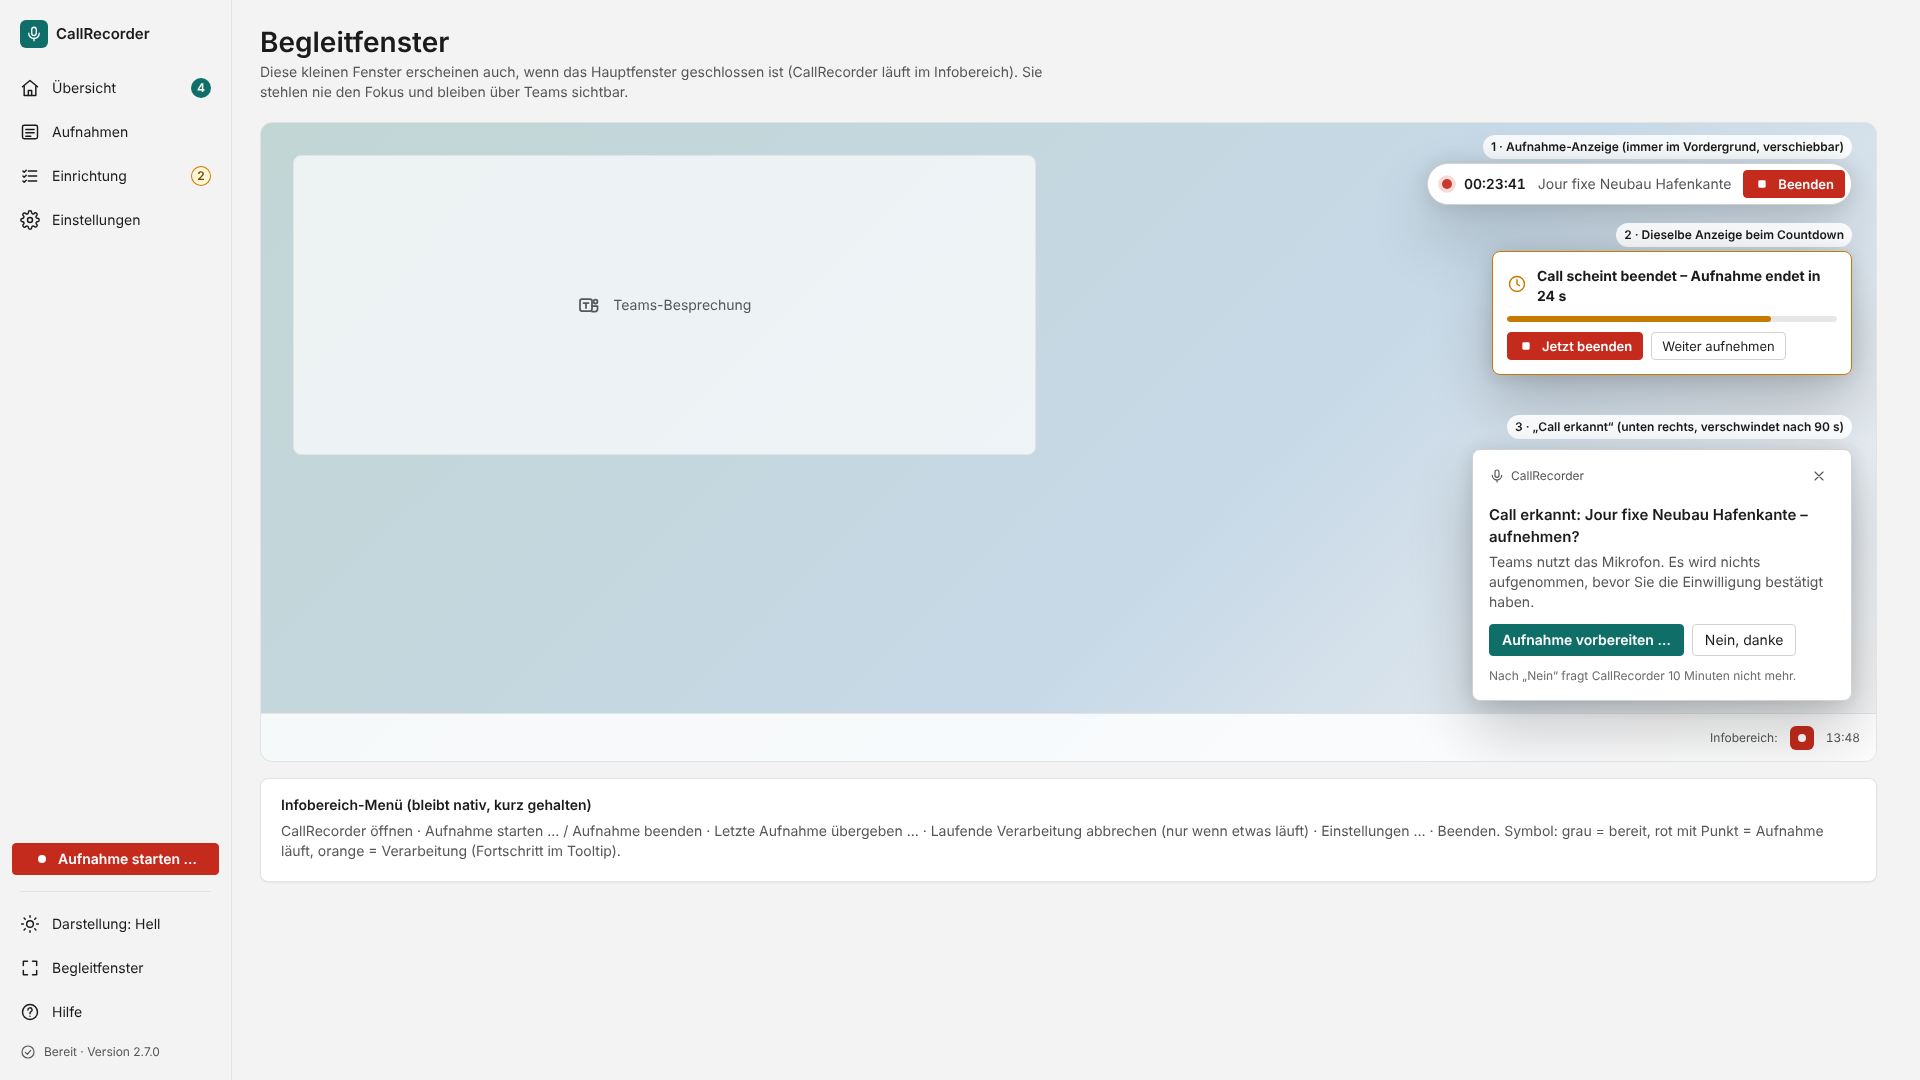 CallRecorder
Übersicht
4
Aufnahmen
Einrichtung
2
Einstellungen
Aufnahme starten …
Darstellung: Hell
Begleitfenster
Hilfe
Bereit · Version 2.7.0
Begleitfenster
Diese kleinen Fenster erscheinen auch, wenn das Hauptfenster geschlossen ist (CallRecorder läuft im Infobereich). Sie
stehlen nie den Fokus und bleiben über Teams sichtbar.
Teams-Besprechung
1 · Aufnahme-Anzeige (immer im Vordergrund, verschiebbar)
00:23:41 Jour fixe Neubau Hafenkante Beenden
2 · Dieselbe Anzeige beim Countdown
Call scheint beendet – Aufnahme endet in
24 s
Jetzt beenden Weiter aufnehmen
3 · „Call erkannt“ (unten rechts, verschwindet nach 90 s)
CallRecorder
Call erkannt: Jour fixe Neubau Hafenkante –
aufnehmen?
Teams nutzt das Mikrofon. Es wird nichts
aufgenommen, bevor Sie die Einwilligung bestätigt
haben.
Aufnahme vorbereiten … Nein, danke
Nach „Nein“ fragt CallRecorder 10 Minuten nicht mehr.
Infobereich: 13:48
Infobereich-Menü (bleibt nativ, kurz gehalten)
CallRecorder öffnen · Aufnahme starten … / Aufnahme beenden · Letzte Aufnahme übergeben … · Laufende Verarbeitung abbrechen (nur wenn etwas läuft) · Einstellungen … · Beenden. Symbol: grau = bereit, rot mit Punkt = Aufnahme
läuft, orange = Verarbeitung (Fortschritt im Tooltip).